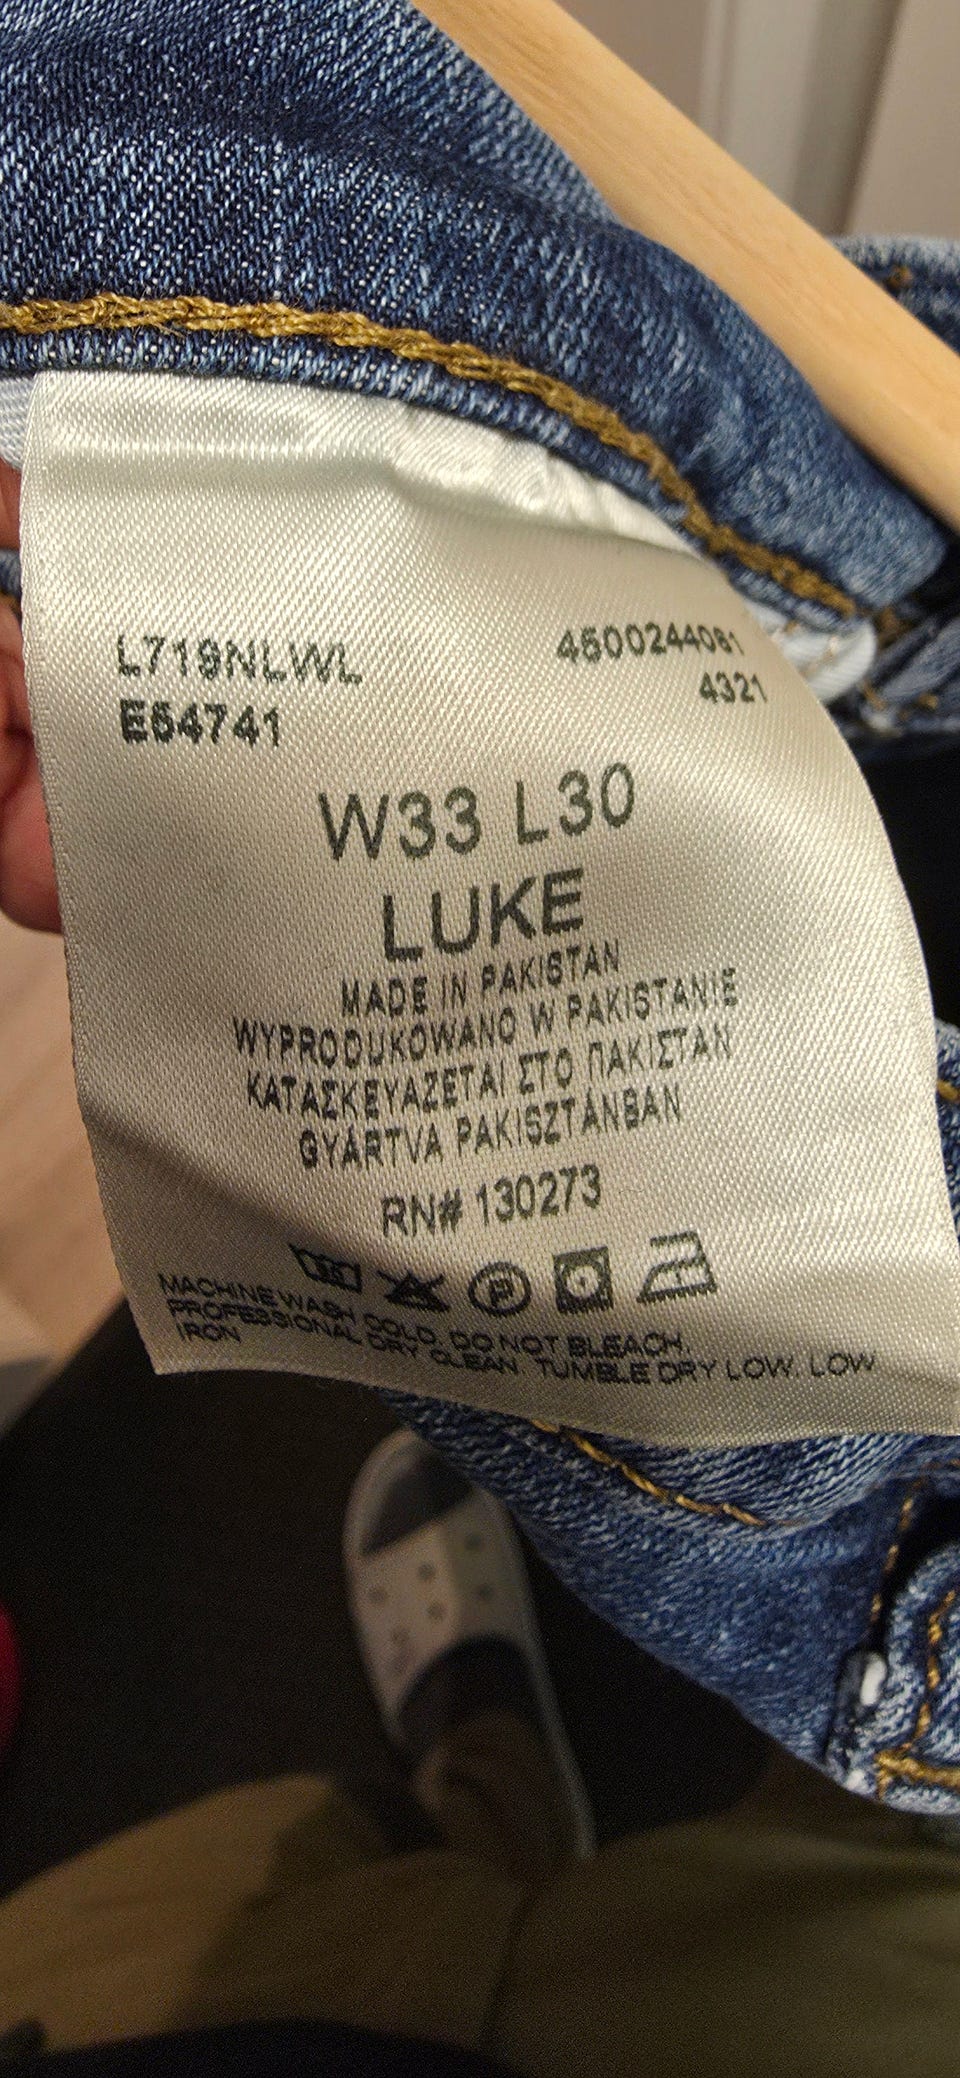 L719NLWL
E54741
4500244081
4321
W33 L30
LUKE
MADE IN PAKISTAN
WYPRODUKOWANO W PAKISTANIE
ΚΑΤΑΣΚΕΥΑΖΕΤΑΙ ΣΤΟ ΠΑΚΙΣΤΑΝ
GYÁRTVA PAKISZTÁNBAN
RN# 130273
P
MACHINE WASH COLD. DO NOT BLEACH.
PROFESSIONAL DRY CLEAN. TUMBLE DRY LOW. LOW
IRON